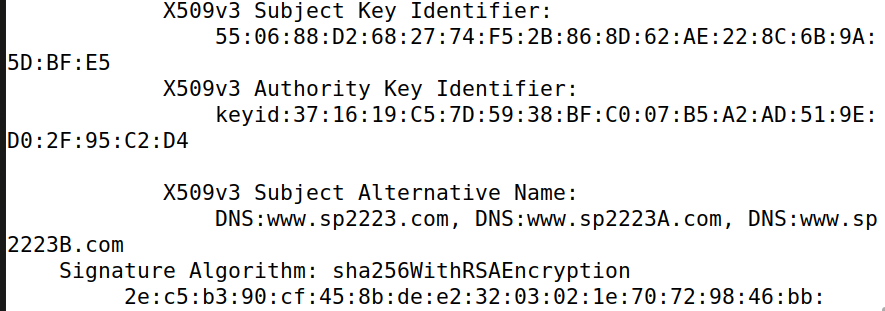 X509v3 Subject Key Identifier:
55:06:88:D2:68:27:74:F5:2B:86:8D:62:AE:22:8C:6B:9A:
5D:BF:E5
X509v3 Authority Key Identifier:
keyid:37:16:19:C5:7D:59:38:BF:C0:07:B5:A2:AD:51:9E:
D0:2F:95:C2:D4
X509v3 Subject Alternative Name:
DNS:www.sp2223.com, DNS:www.sp2223A.com, DNS:www.sp
2223B.com
Signature Algorithm: sha256WithRSAEncryption
2e:c5:b3:90:cf:45:8b:de:e2:32:03:02:1e:70:72:98:46:bb: